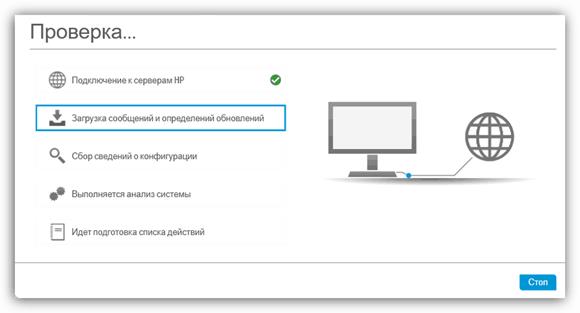 Проверка...
Подключение к серверам HP
Загрузка сообщений и определений обновлений
Сбор сведений о конфигурации
Выполняется анализ системы
Идет подготовка списка действий
Стоп